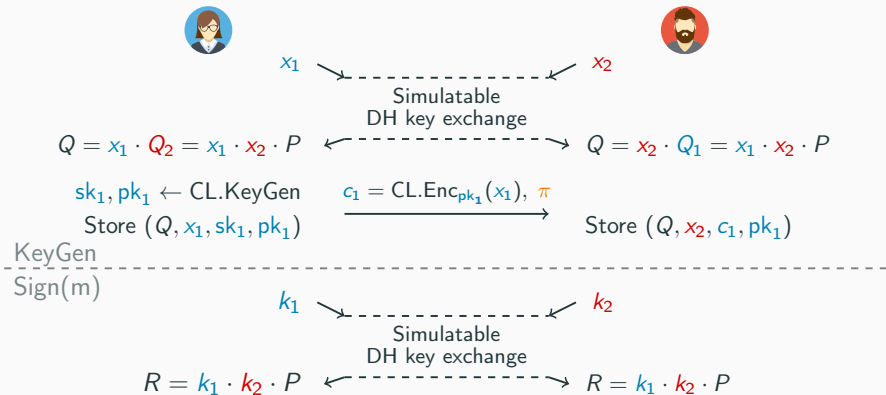 x₁ x₂
Simulatable
DH key exchange
Q = x₁ · Q₂ = x₁ · x₂ · P
Q = x₂ · Q₁ = x₁ · x₂ · P
sk₁, pk₁ ← CL.KeyGen
c₁ = CL.Enc_pk₁(x₁), π
Store (Q, x₁, sk₁, pk₁)
Store (Q, x₂, c₁, pk₁)
KeyGen
Sign(m)
k₁ k₂
Simulatable
DH key exchange
R = k₁ · k₂ · P
R = k₁ · k₂ · P